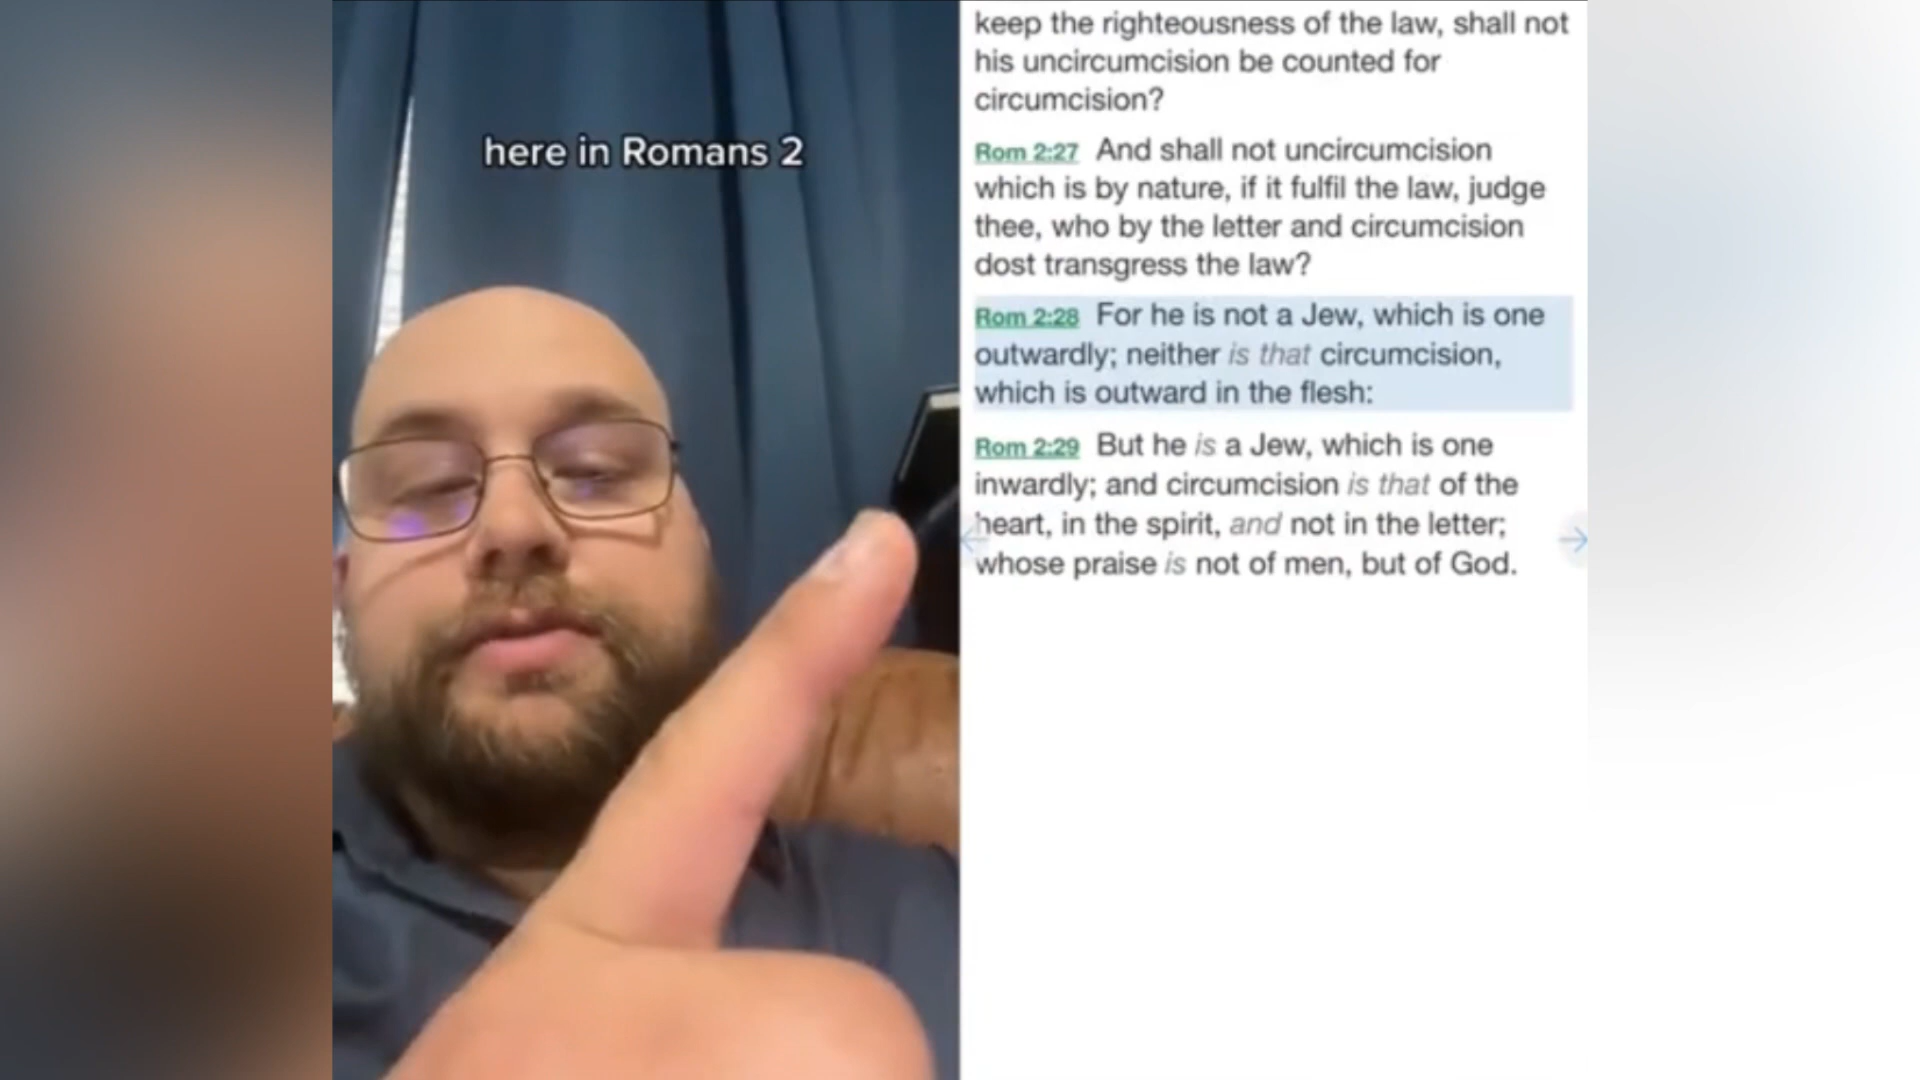 here in Romans 2
keep the righteousness of the law, shall not
his uncircumcision be counted for
circumcision?
Rom 2:27 And shall not uncircumcision
which is by nature, if it fulfil the law, judge
thee, who by the letter and circumcision
dost transgress the law?
Rom 2:28 For he is not a Jew, which is one
outwardly; neither is that circumcision,
which is outward in the flesh:
Rom 2:29 But he is a Jew, which is one
inwardly; and circumcision is that of the
heart, in the spirit, and not in the letter;
whose praise is not of men, but of God.